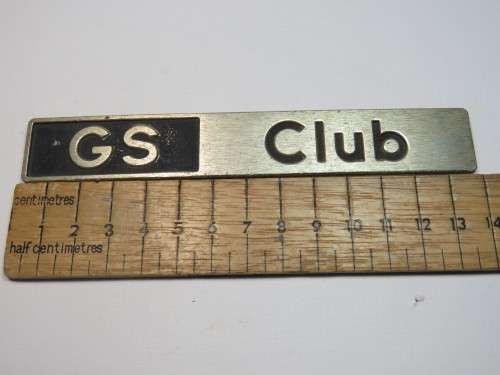 GS Club
centimetres
1 2 3 4 5 6 7 8 9 10 11 12 13 14
half centimetres